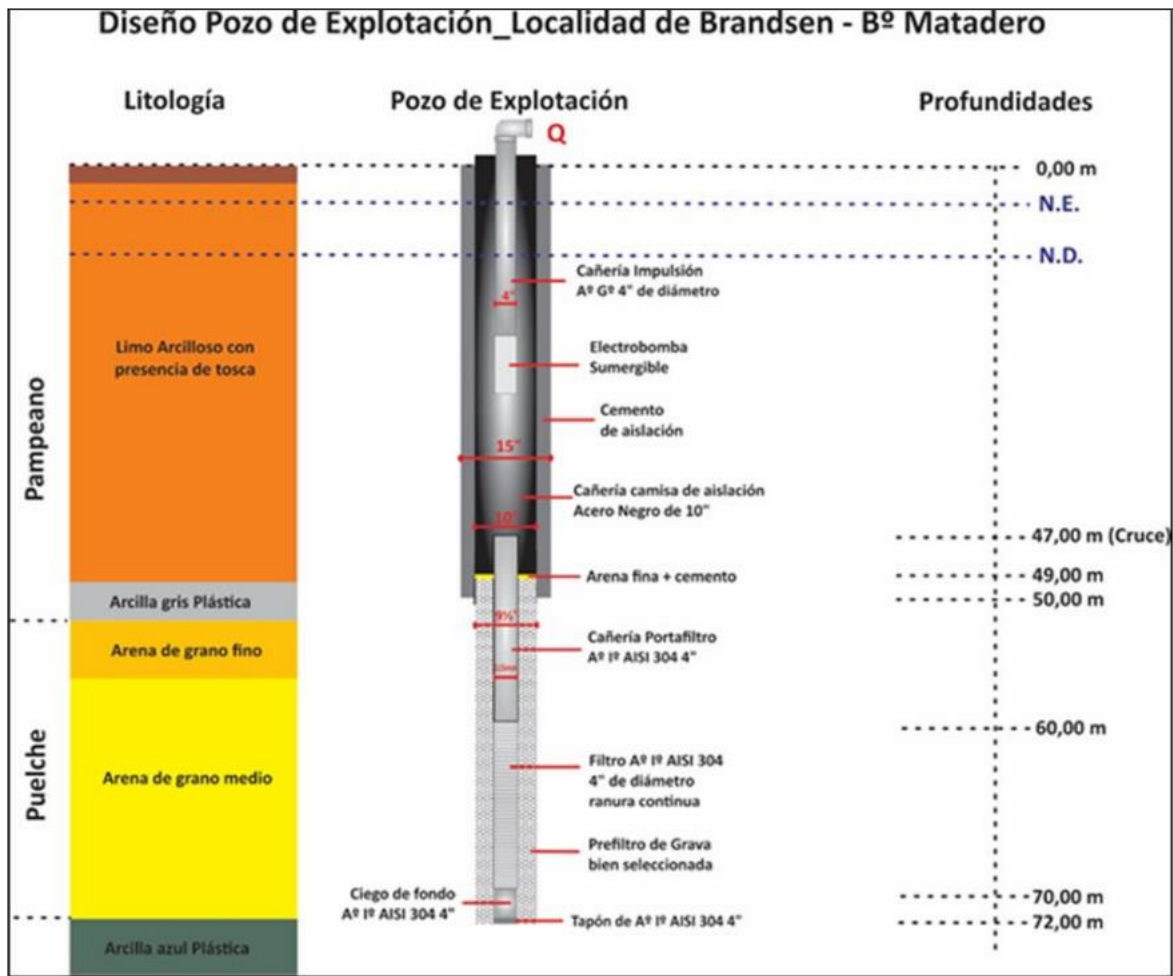 Diseño Pozo de Explotación_Localidad de Brandsen - Bº Matadero
Litología
Pozo de Explotación
Profundidades
Q
0,00 m
N.E.
N.D.
Cañería Impulsión
Aº Gº 4" de diámetro
4"
Limo Arcilloso con
presencia de tosca
Electrobomba
Sumergible
Cemento
de aislación
15"
Pampeano
Cañería camisa de aislación
Acero Negro de 10"
10"
47,00 m (Cruce)
Arena fina + cemento
49,00 m
Arcilla gris Plástica
50,00 m
9½"
Arena de grano fino
Cañería Portafiltro
Aº Iº AISI 304 4"
60,00 m
Puelche
Arena de grano medio
Filtro Aº Iº AISI 304
4" de diámetro
ranura continua
Prefiltro de Grava
bien seleccionada
Ciego de fondo
Aº Iº AISI 304 4"
70,00 m
Tapón de Aº Iº AISI 304 4"
72,00 m
Arcilla azul Plástica